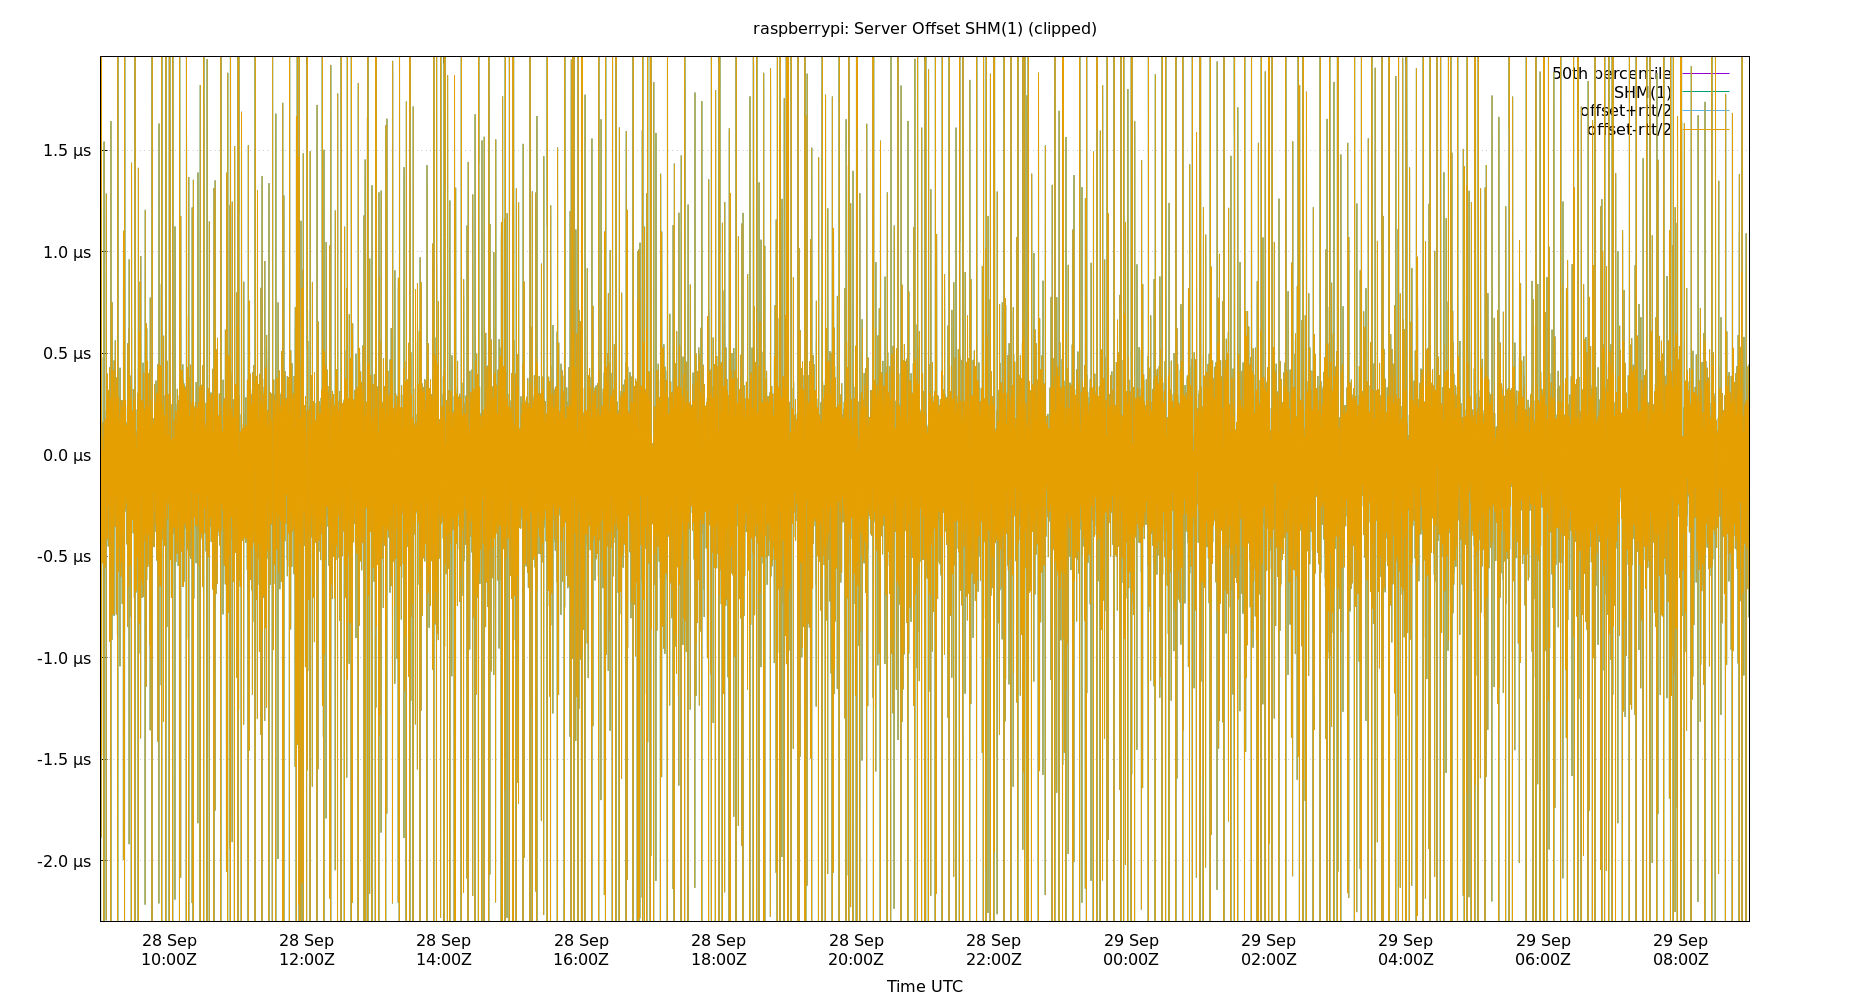 raspberrypi: Server Offset SHM(1) (clipped)
50th percentile
SHM(1)
offset+rtt/2
offset-rtt/2
1.5 µs
1.0 µs
0.5 µs
0.0 µs
-0.5 µs
-1.0 µs
-1.5 µs
-2.0 µs
28 Sep 28 Sep 28 Sep 28 Sep 28 Sep 28 Sep 28 Sep 29 Sep 29 Sep 29 Sep 29 Sep 29 Sep
10:00Z 12:00Z 14:00Z 16:00Z 18:00Z 20:00Z 22:00Z 00:00Z 02:00Z 04:00Z 06:00Z 08:00Z
Time UTC